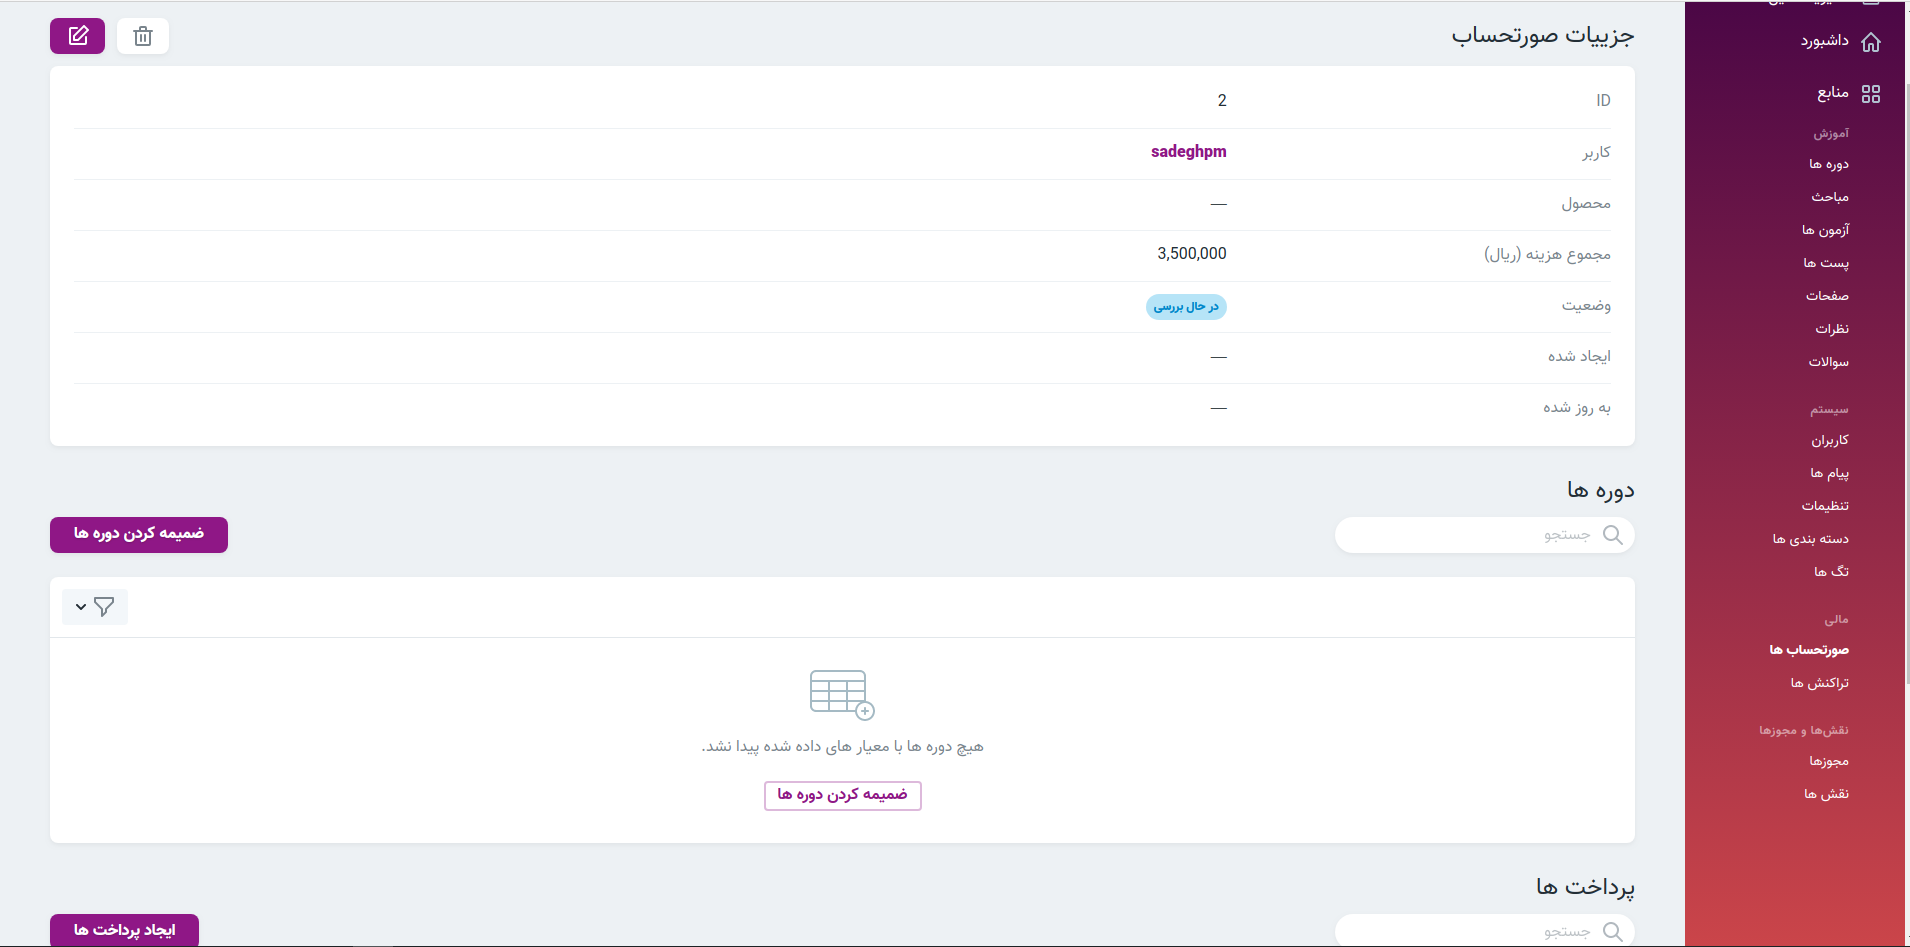 داشبورد
منابع
آموزش
دوره ها
مباحث
آزمون ها
پست ها
صفحات
نظرات
سوالات
سیستم
کاربران
پیام ها
تنظیمات
دسته بندی ها
تگ ها
مالی
صورتحساب ها
تراکنش ها
نقش‌ها و مجوزها
مجوزها
نقش ها
جزییات صورتحساب
ID 2
کاربر sadeghpm
محصول —
مجموع هزینه (ریال) 3,500,000
وضعیت در حال بررسی
ایجاد شده —
به روز شده —
دوره ها
جستجو
ضمیمه کردن دوره ها
هیچ دوره ها با معیار های داده شده پیدا نشد.
ضمیمه کردن دوره ها
پرداخت ها
جستجو
ایجاد پرداخت ها